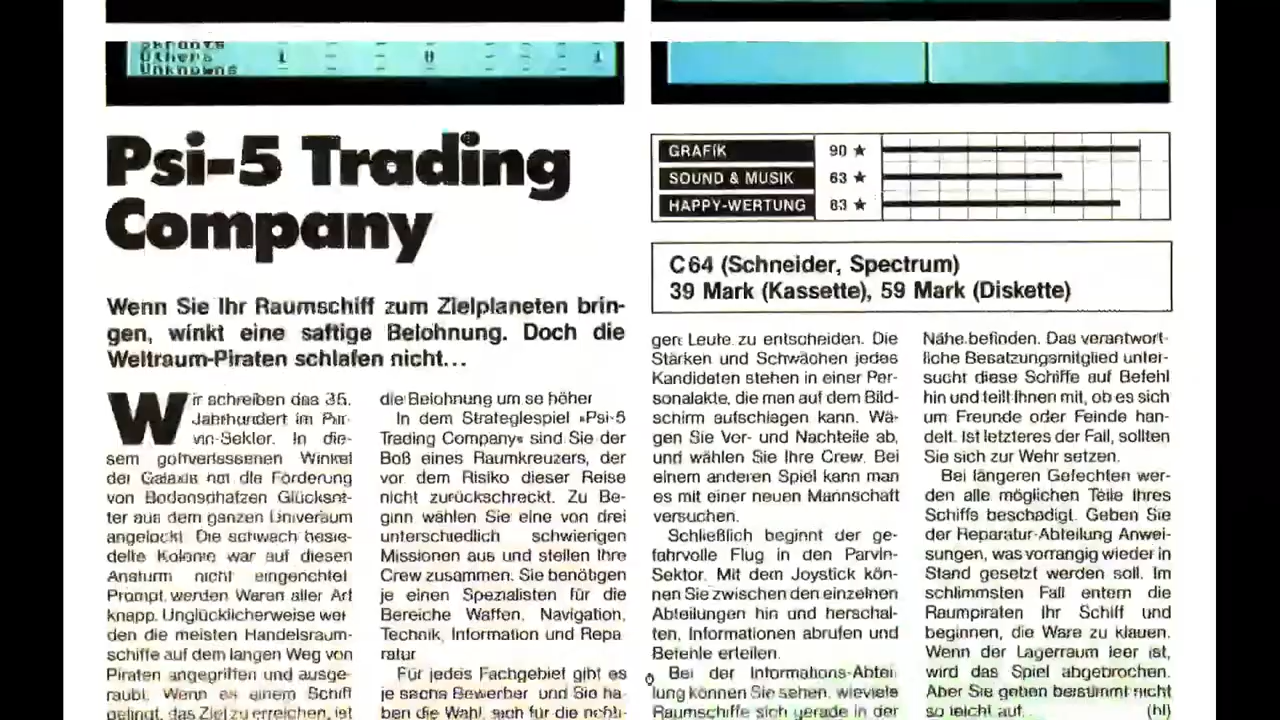 Others 1 - - 0 - - - 1
Unknowns
Psi-5 Trading
Company
Wenn Sie Ihr Raumschiff zum Zielplaneten brin-
gen, winkt eine saftige Belohnung. Doch die
Weltraum-Piraten schlafen nicht...
Wir schreiben das 35.
Jahrhundert im Par-
vin-Sektor. In die-
sem gottverlassenen Winkel
der Galaxis hat die Förderung
von Bodenschätzen Glücksrit-
ter aus dem ganzen Universum
angelockt. Die schwach besie-
delte Kolonie war auf diesen
Ansturm nicht eingerichtet.
Prompt werden Waren aller Art
knapp. Unglücklicherweise wer-
den die meisten Handelsraum-
schiffe auf dem langen Weg von
Piraten angegriffen und ausge-
raubt. Wenn es einem Schiff
gelingt, das Ziel zu erreichen, ist
die Belohnung um so höher
In dem Strategiespiel »Psi-5
Trading Company« sind Sie der
Boß eines Raumkreuzers, der
vor dem Risiko dieser Reise
nicht zurückschreckt. Zu Be-
ginn wählen Sie eine von drei
unterschiedlich schwierigen
Missionen aus und stellen Ihre
Crew zusammen. Sie benötigen
je einen Spezialisten für die
Bereiche Waffen, Navigation,
Technik, Information und Repa
ratur
Für jedes Fachgebiet gibt es
je sechs Bewerber und Sie ha-
ben die Wahl, sich für die richti-
GRAFIK 90 ★
SOUND & MUSIK 63 ★
HAPPY-WERTUNG 83 ★
C64 (Schneider, Spectrum)
39 Mark (Kassette), 59 Mark (Diskette)
gen Leute zu entscheiden. Die
Stärken und Schwächen jedes
Kandidaten stehen in einer Per-
sonalakte, die man auf dem Bild-
schirm aufschlagen kann. Wä-
gen Sie Vor- und Nachteile ab,
und wählen Sie Ihre Crew. Bei
einem anderen Spiel kann man
es mit einer neuen Mannschaft
versuchen.
Schließlich beginnt der ge-
fahrvolle Flug in den Parvin-
Sektor. Mit dem Joystick kön-
nen Sie zwischen den einzelnen
Abteilungen hin und herschal-
ten, Informationen abrufen und
Befehle erteilen.
Bei der Informations-Abtei
lung können Sie sehen, wieviele
Raumschiffe sich gerade in der
Nähe befinden. Das verantwort-
liche Besatzungsmitglied unter-
sucht diese Schiffe auf Befehl
hin und teilt Ihnen mit, ob es sich
um Freunde oder Feinde han-
delt. Ist letzteres der Fall, sollten
Sie sich zur Wehr setzen.
Bei längeren Gefechten wer-
den alle möglichen Teile Ihres
Schiffs beschädigt. Geben Sie
der Reparatur-Abteilung Anwei-
sungen, was vorrangig wieder in
Stand gesetzt werden soll. Im
schlimmsten Fall entern die
Raumpiraten Ihr Schiff und
beginnen, die Ware zu klauen.
Wenn der Lagerraum leer ist,
wird das Spiel abgebrochen.
Aber Sie geben bestimmt nicht
so leicht auf. (hl)